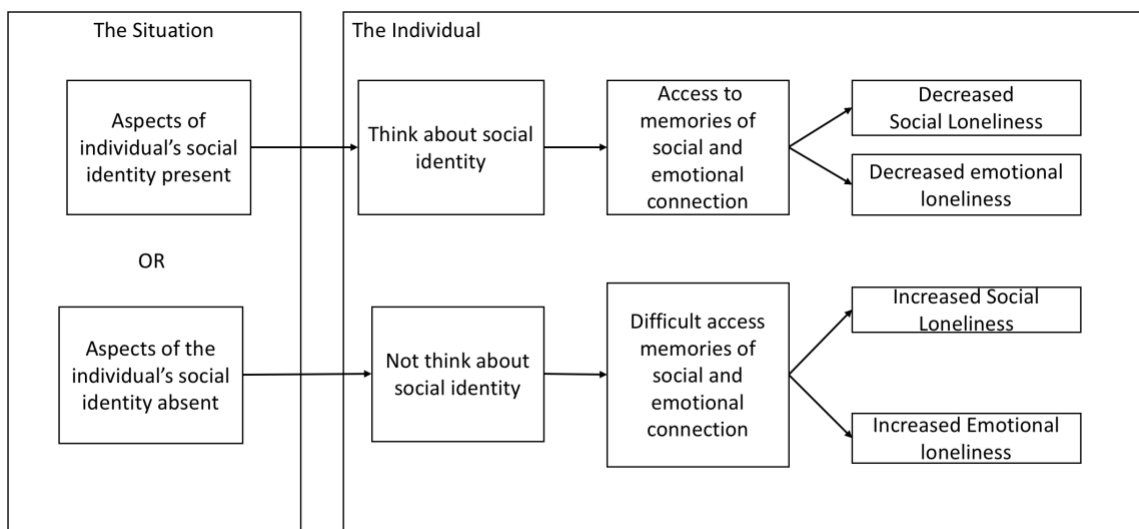 The Situation
The Individual
Aspects of
individual's social
identity present
Think about social
identity
Access to
memories of
social and
emotional
connection
Decreased
Social Loneliness
Decreased emotional
loneliness
OR
Aspects of the
individual's social
identity absent
Not think about
social identity
Difficult access
memories of
social and
emotional
connection
Increased Social
Loneliness
Increased Emotional
loneliness